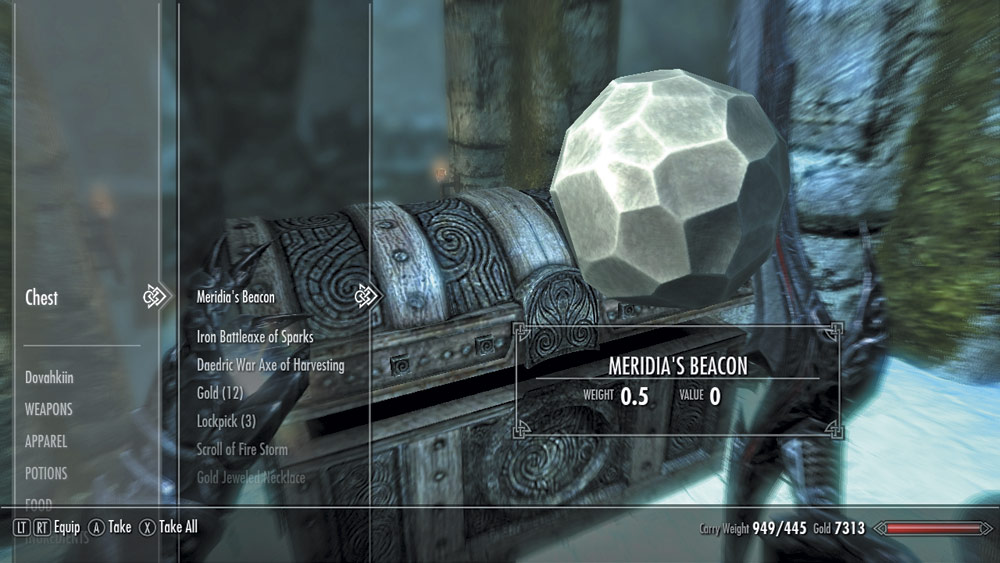 Chest
Dovahkiin
WEAPONS
APPAREL
POTIONS
FOOD
INGREDIENTS
Meridia's Beacon
Iron Battleaxe of Sparks
Daedric War Axe of Harvesting
Gold (12)
Lockpick (3)
Scroll of Fire Storm
Gold Jeweled Necklace
MERIDIA'S BEACON
WEIGHT 0.5 VALUE 0
LT RT Equip A Take X Take All
Carry Weight 949/445 Gold 7313